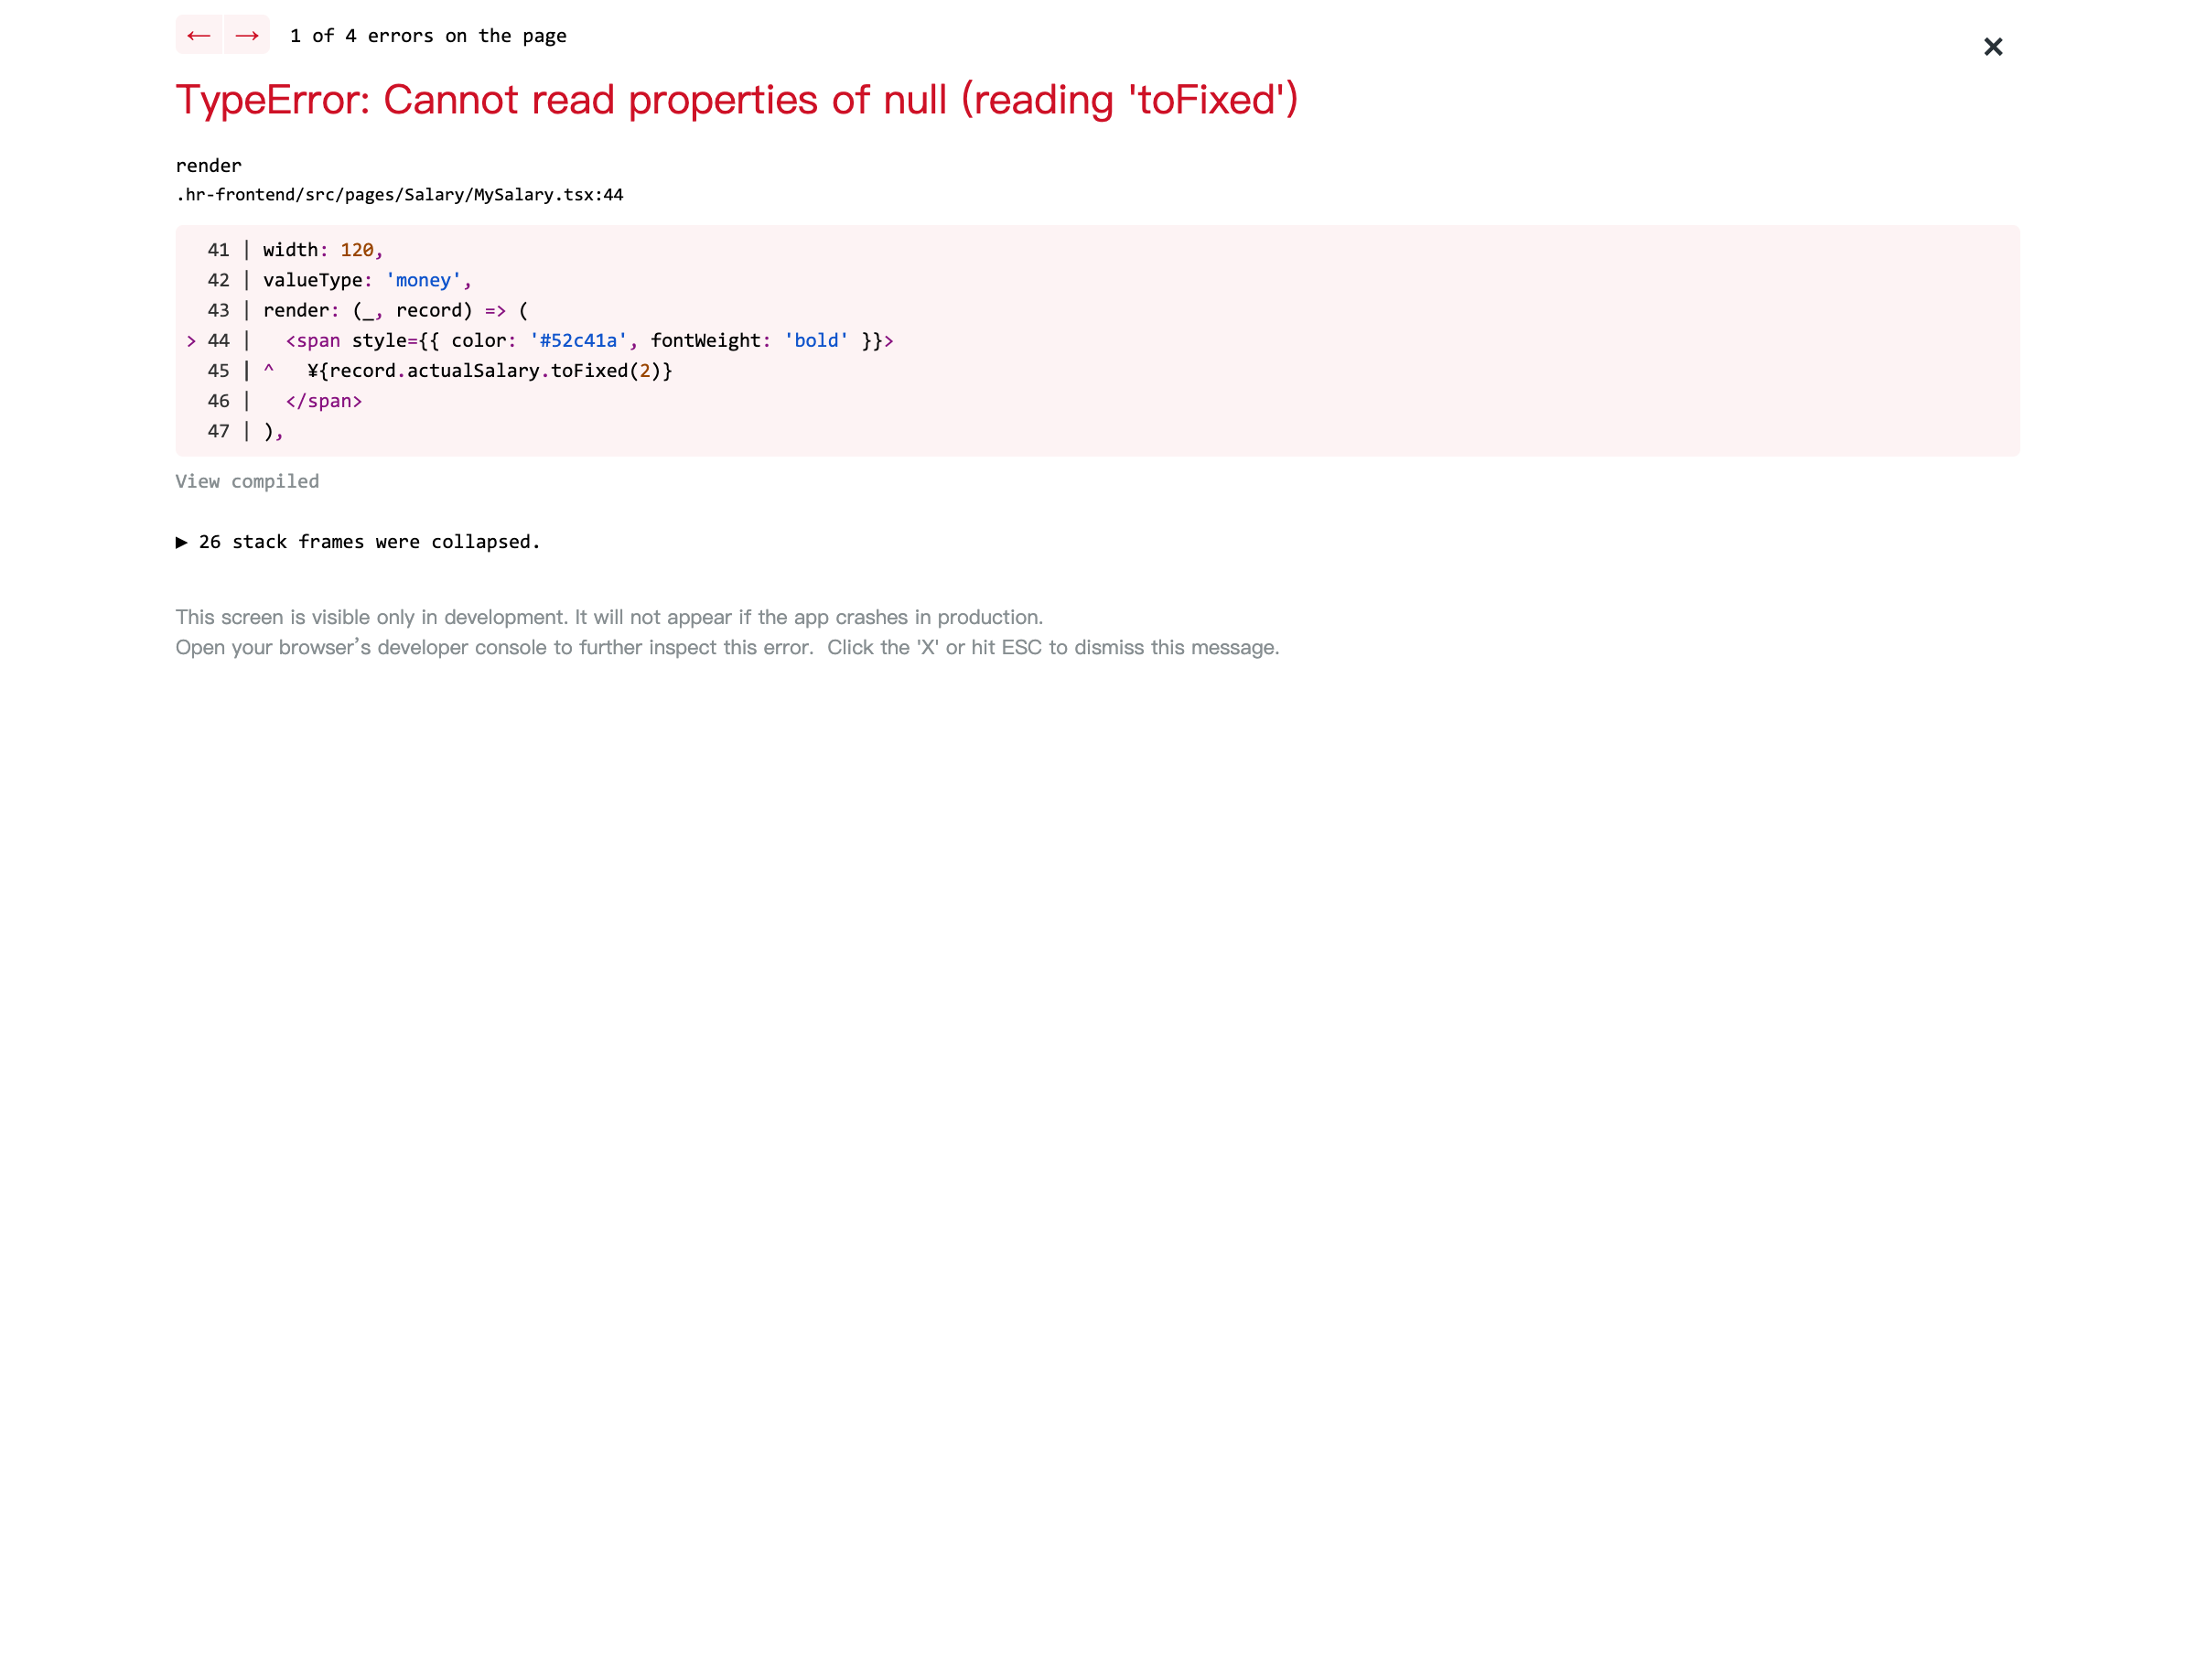 ← → 1 of 4 errors on the page
×
TypeError: Cannot read properties of null (reading 'toFixed')
render
.hr-frontend/src/pages/Salary/MySalary.tsx:44
  41 | width: 120,
  42 | valueType: 'money',
  43 | render: (_, record) => (
> 44 |   <span style={{ color: '#52c41a', fontWeight: 'bold' }}>
  45 | ^   ¥{record.actualSalary.toFixed(2)}
  46 |   </span>
  47 | ),
View compiled
▶ 26 stack frames were collapsed.
This screen is visible only in development. It will not appear if the app crashes in production.
Open your browser’s developer console to further inspect this error.  Click the 'X' or hit ESC to dismiss this message.